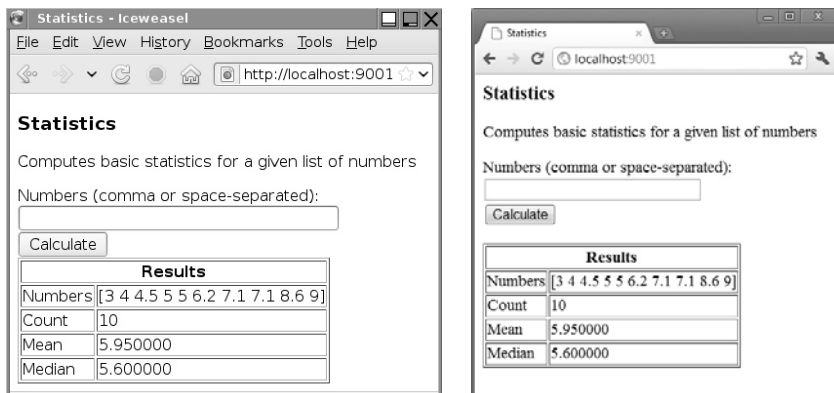 Statistics - Iceweasel
File Edit View History Bookmarks Tools Help
http://localhost:9001
Statistics
Computes basic statistics for a given list of numbers
Numbers (comma or space-separated):
Calculate
Results
Numbers [3 4 4.5 5 5 6.2 7.1 7.1 8.6 9]
Count 10
Mean 5.950000
Median 5.600000
Statistics
localhost:9001
Statistics
Computes basic statistics for a given list of numbers
Numbers (comma or space-separated):
Calculate
Results
Numbers [3 4 4.5 5 5 6.2 7.1 7.1 8.6 9]
Count 10
Mean 5.950000
Median 5.600000